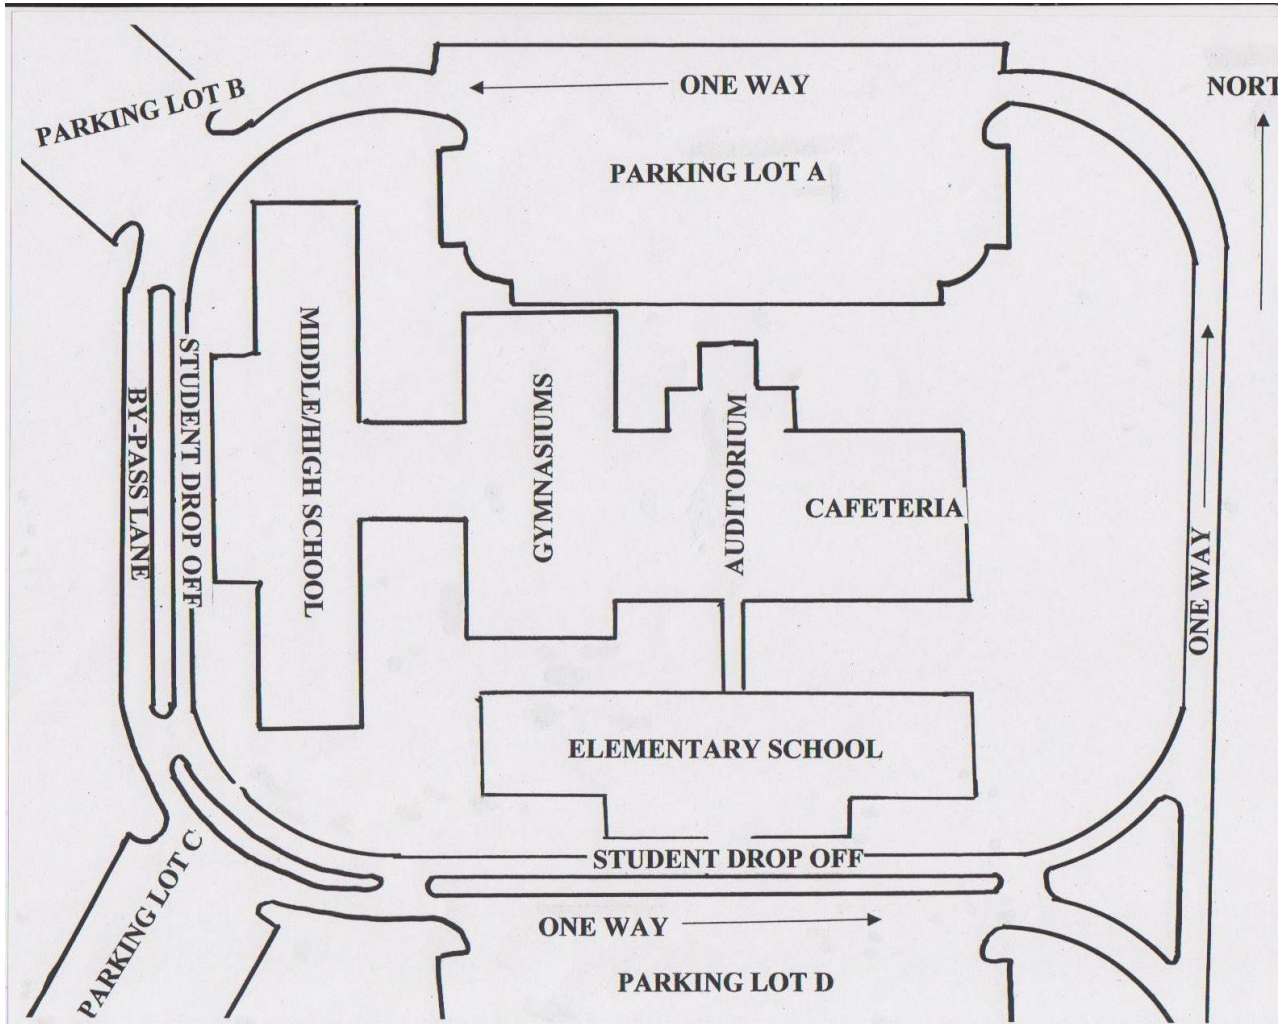 NORT
ONE WAY
PARKING LOT B
PARKING LOT A
MIDDLE/HIGH SCHOOL
STUDENT DROP OFF
BY-PASS LANE
GYMNASIUMS
AUDITORIUM
CAFETERIA
ONE WAY
ELEMENTARY SCHOOL
STUDENT DROP OFF
PARKING LOT C
ONE WAY
PARKING LOT D